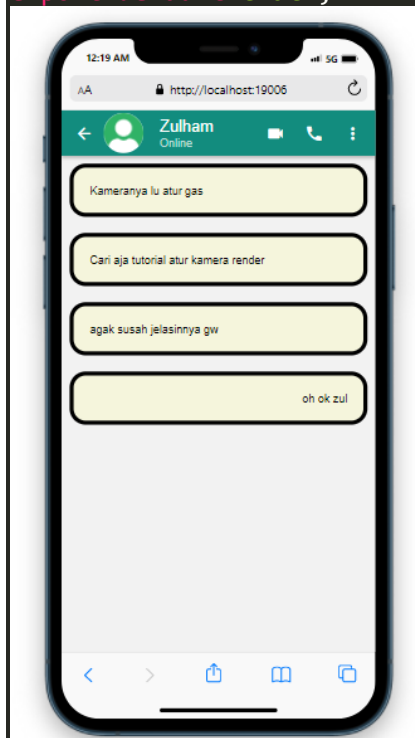 12:19 AM
5G
AA
http://localhost:19006
Zulham
Online
Kameranya lu atur gas
Cari aja tutorial atur kamera render
agak susah jelasinnya gw
oh ok zul